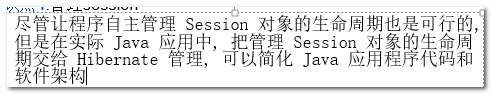 尽管让程序自主管理 Session 对象的生命周期也是可行的,
但是在实际 Java 应用中, 把管理 Session 对象的生命周
期交给 Hibernate 管理, 可以简化 Java 应用程序代码和
软件架构